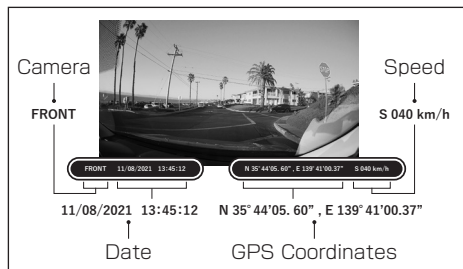 Camera
Speed
FRONT
S 040 km/h
FRONT 11/08/2021 13:45:12
N 35° 44'05. 60" , E 139° 41'00.37" S 040 km/h
11/08/2021 13:45:12
N 35° 44'05. 60" , E 139° 41'00.37"
Date
GPS Coordinates